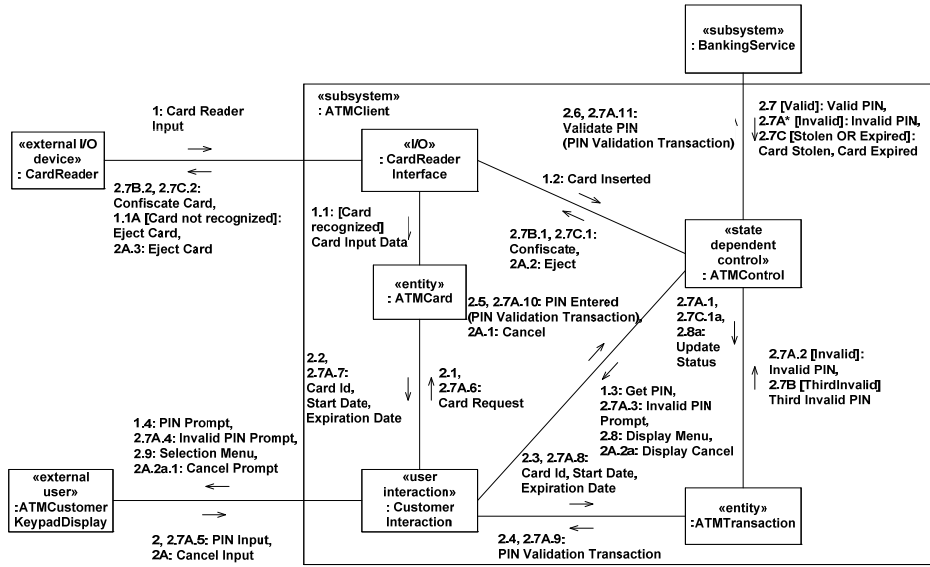 «subsystem»
: BankingService
«subsystem»
: ATMClient
1: Card Reader
Input
2.6, 2.7A.11:
Validate PIN
(PIN Validation Transaction)
2.7 [Valid]: Valid PIN,
2.7A* [Invalid]: Invalid PIN,
2.7C [Stolen OR Expired]:
Card Stolen, Card Expired
«external I/O
device»
: CardReader
«I/O»
: CardReader
Interface
1.2: Card Inserted
2.7B.2, 2.7C.2:
Confiscate Card,
1.1A [Card not recognized]:
Eject Card,
2A.3: Eject Card
1.1: [Card
recognized]
Card Input Data
2.7B.1, 2.7C.1:
Confiscate,
2A.2: Eject
«state
dependent
control»
: ATMControl
«entity»
: ATMCard
2.5, 2.7A.10: PIN Entered
(PIN Validation Transaction),
2A.1: Cancel
2.7A.1,
2.7C.1a,
2.8a:
Update
Status
2.7A.2 [Invalid]:
Invalid PIN,
2.7B [ThirdInvalid]
Third Invalid PIN
2.2,
2.7A.7:
Card Id,
Start Date,
Expiration Date
2.1,
2.7A.6:
Card Request
1.3: Get PIN,
2.7A.3: Invalid PIN
Prompt,
2.8: Display Menu,
2A.2a: Display Cancel
1.4: PIN Prompt,
2.7A.4: Invalid PIN Prompt,
2.9: Selection Menu,
2A.2a.1: Cancel Prompt
2.3, 2.7A.8:
Card Id, Start Date,
Expiration Date
«external
user»
:ATMCustomer
KeypadDisplay
«user
interaction»
: Customer
Interaction
«entity»
:ATMTransaction
2, 2.7A.5: PIN Input,
2A: Cancel Input
2.4, 2.7A.9:
PIN Validation Transaction